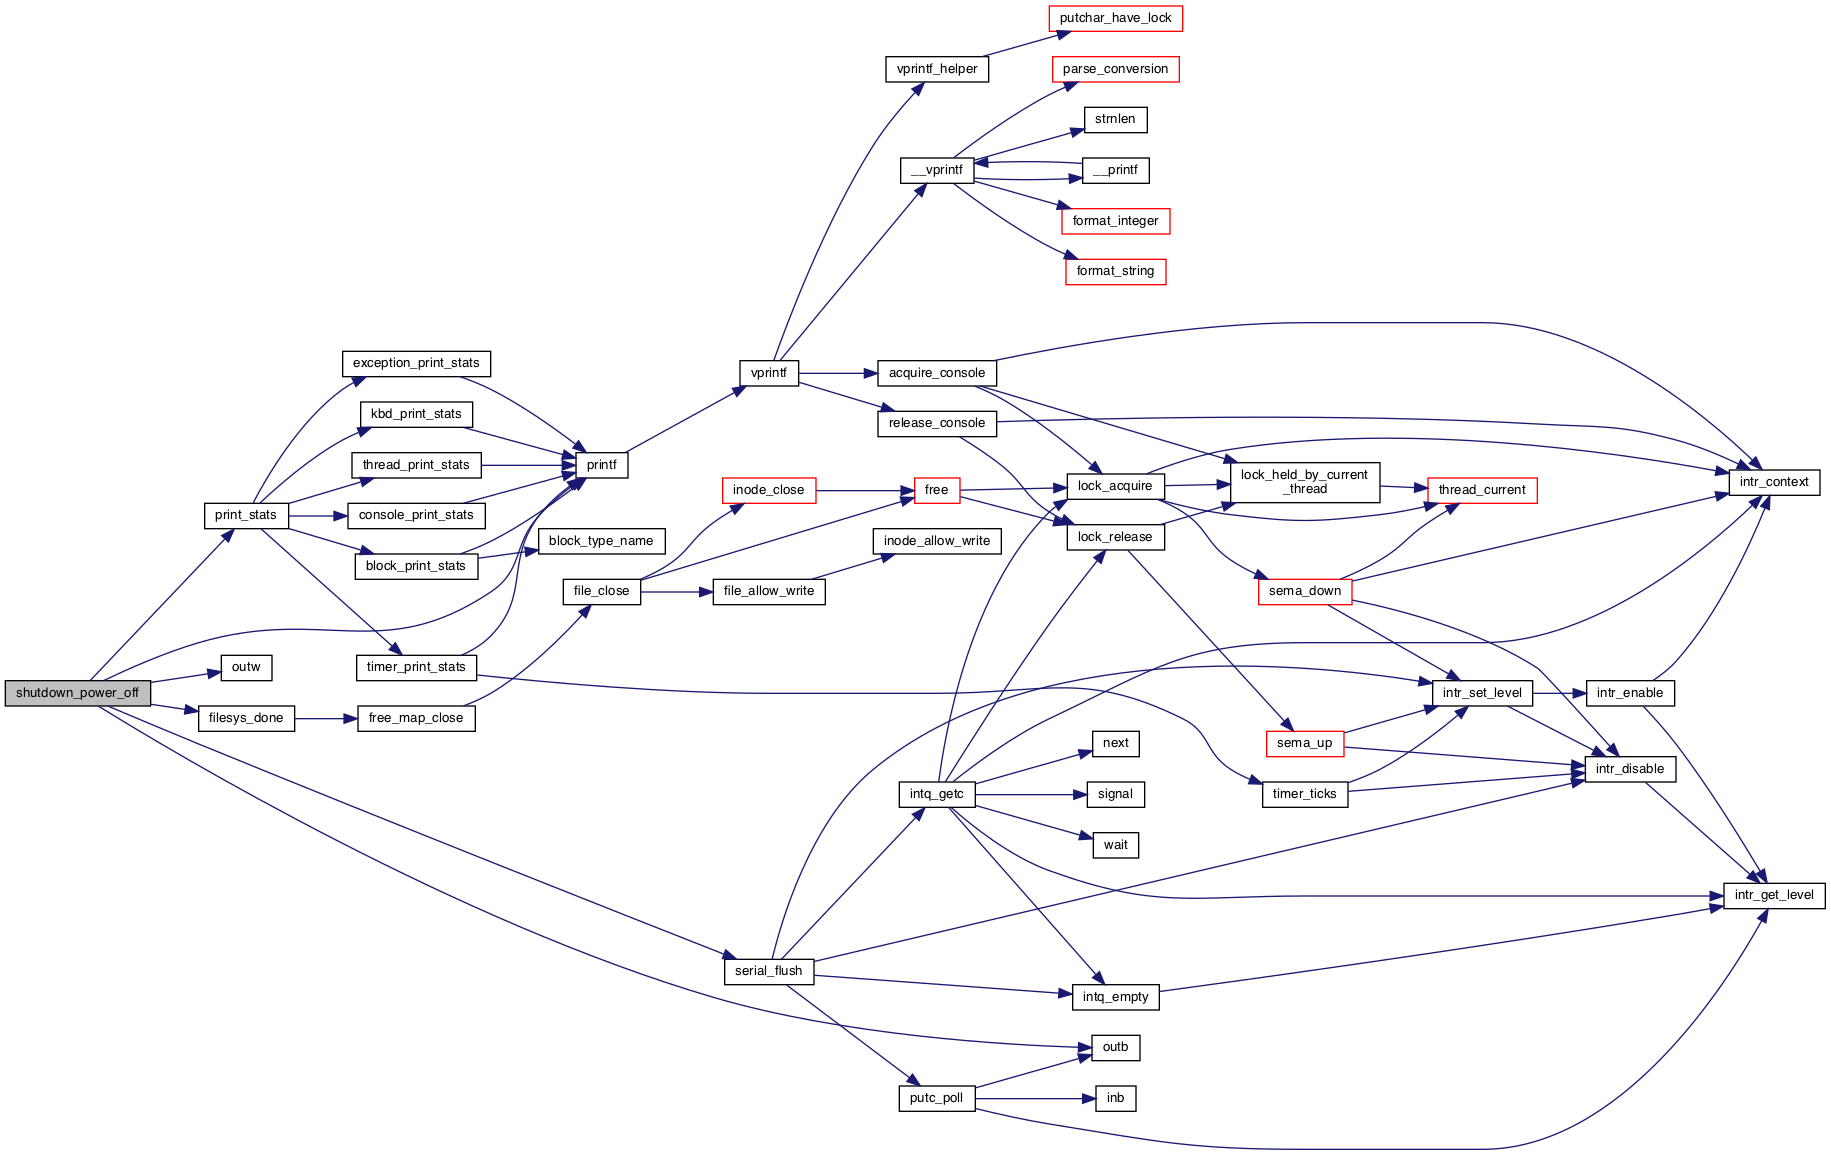 putchar_have_lock
vprintf_helper
parse_conversion
strnlen
__vprintf
__printf
format_integer
format_string
exception_print_stats
vprintf
acquire_console
kbd_print_stats
release_console
thread_print_stats
printf
lock_held_by_current
_thread
inode_close
free
lock_acquire
thread_current
intr_context
print_stats
console_print_stats
block_type_name
inode_allow_write
lock_release
block_print_stats
file_close
file_allow_write
sema_down
outw
timer_print_stats
shutdown_power_off
intr_set_level
intr_enable
filesys_done
free_map_close
next
sema_up
intr_disable
intq_getc
signal
timer_ticks
wait
intr_get_level
serial_flush
intq_empty
outb
putc_poll
inb